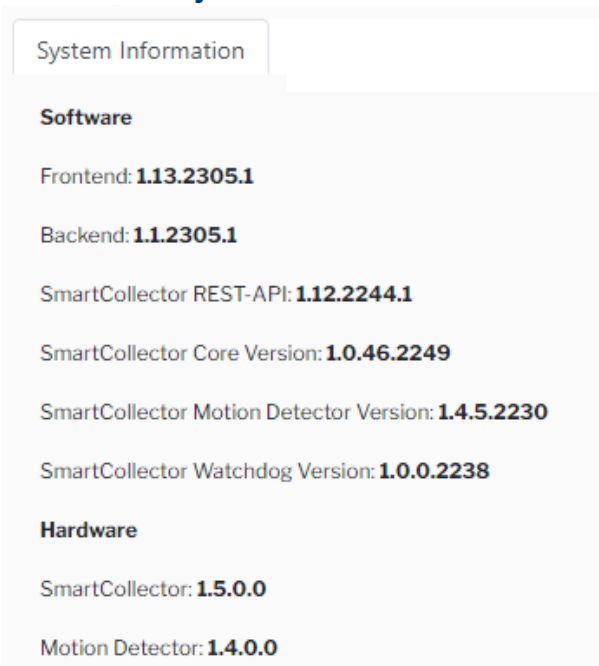 System Information
Software
Frontend: 1.13.2305.1
Backend: 1.1.2305.1
SmartCollector REST-API: 1.12.2244.1
SmartCollector Core Version: 1.0.46.2249
SmartCollector Motion Detector Version: 1.4.5.2230
SmartCollector Watchdog Version: 1.0.0.2238
Hardware
SmartCollector: 1.5.0.0
Motion Detector: 1.4.0.0